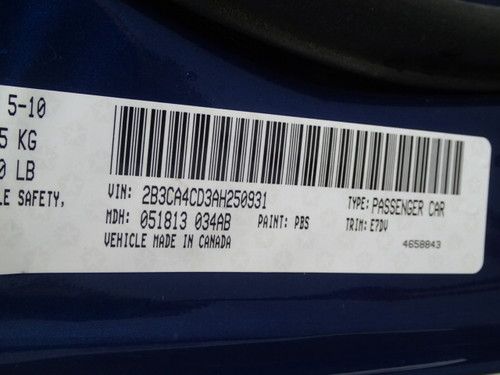 5-10
5 KG
0 LB
LE SAFETY,
VIN: 2B3CA4CD3AH250931
TYPE: PASSENGER CAR
MDH: 051813 034AB
PAINT: PBS
TRIM: E7DV
VEHICLE MADE IN CANADA
4658843